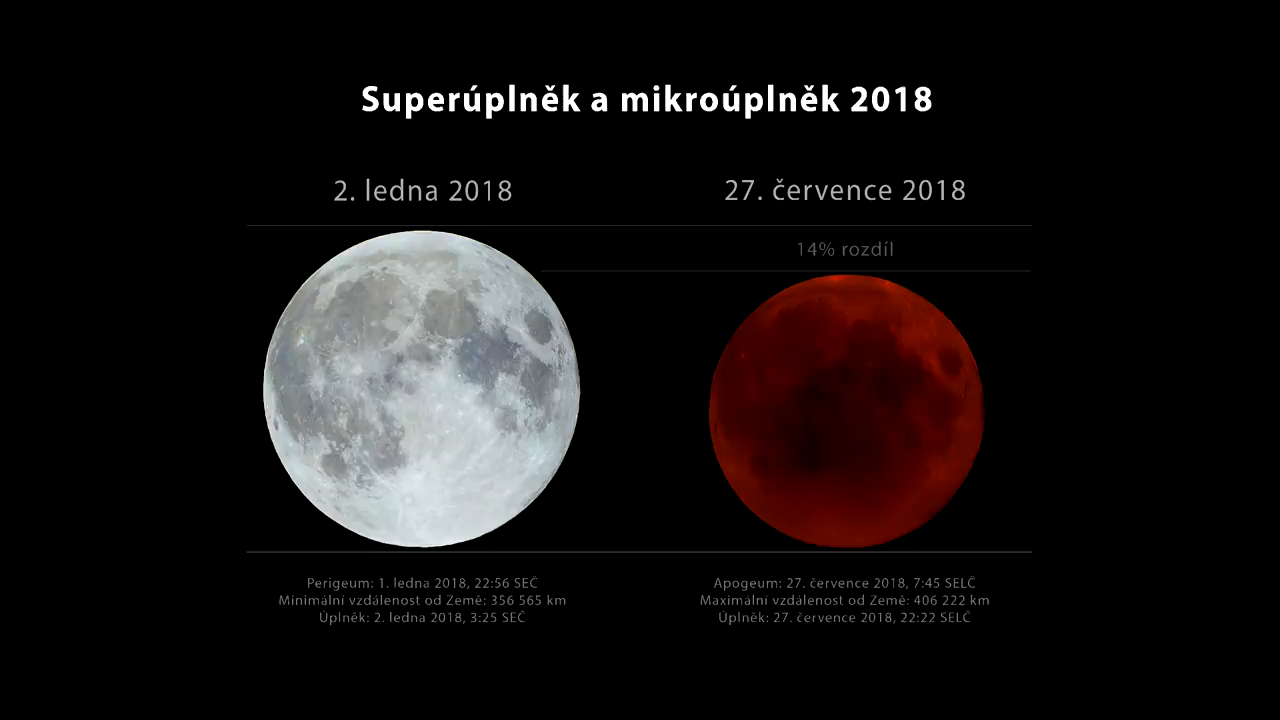 Superúplněk a mikroúplněk 2018
2. ledna 2018
27. července 2018
14% rozdíl
Perigeum: 1. ledna 2018, 22:56 SEČ
Minimální vzdálenost od Země: 356 565 km
Úplněk: 2. ledna 2018, 3:25 SEČ
Apogeum: 27. července 2018, 7:45 SELČ
Maximální vzdálenost od Země: 406 222 km
Úplněk: 27. července 2018, 22:22 SELČ